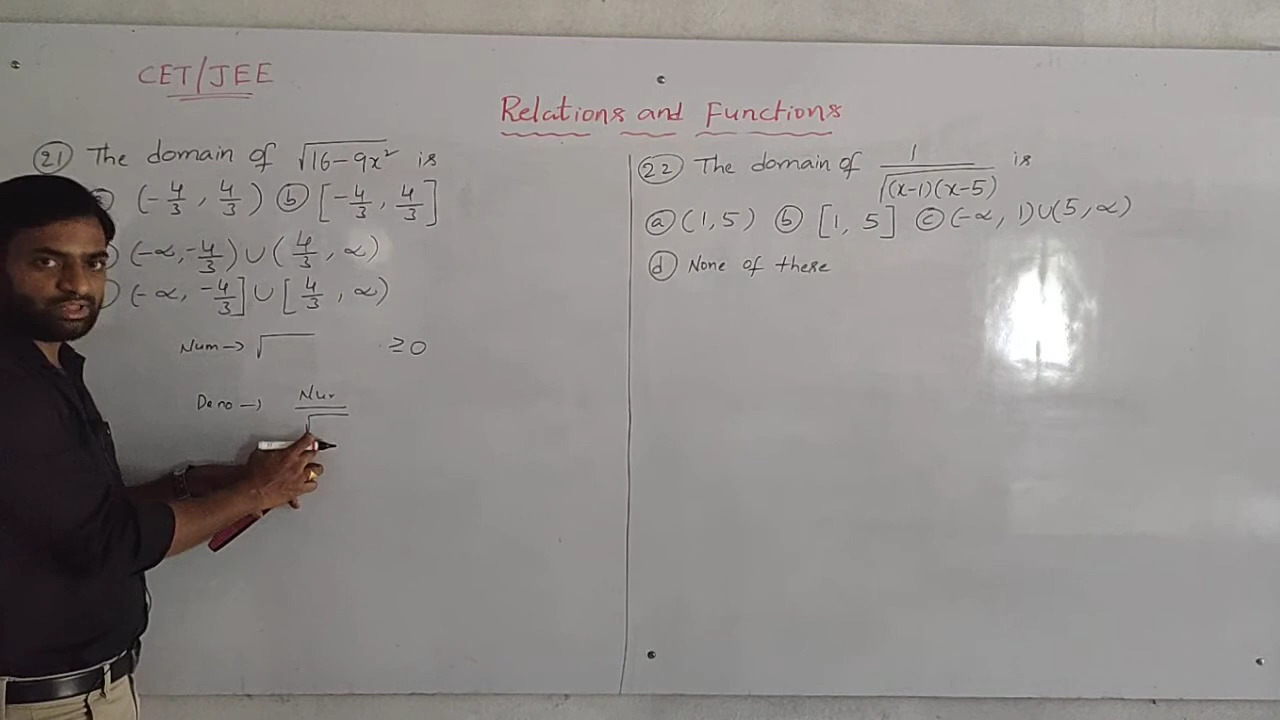 CET/JEE
Relations and Functions
21 The domain of √16-9x² is
(-4/3, 4/3) b [-4/3, 4/3]
(-∝, -4/3) ∪ (4/3, ∝)
(-∝, -4/3] ∪ [4/3, ∝)
Num → √ ≥0
Deno →
√
22 The domain of 1/√(x-1)(x-5) is
a (1, 5) b [1, 5] c (-∝, 1)∪(5, ∝)
d None of these